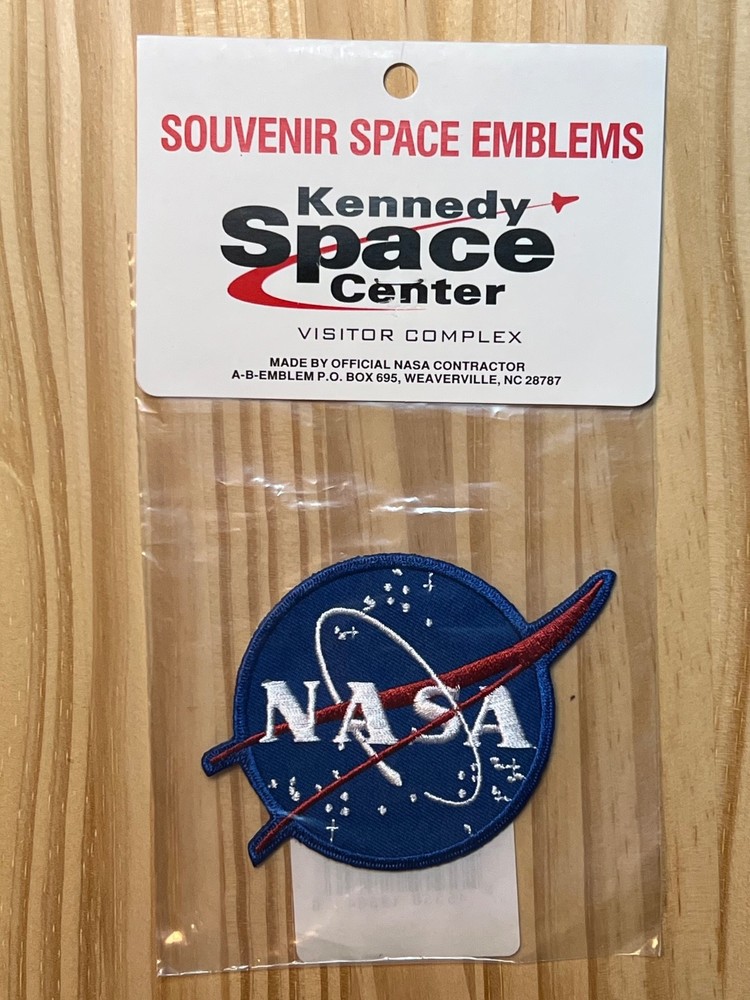 SOUVENIR SPACE EMBLEMS
Kennedy
Space
Center
VISITOR COMPLEX
MADE BY OFFICIAL NASA CONTRACTOR
A-B-EMBLEM P.O. BOX 695, WEAVERVILLE, NC 28787
NASA